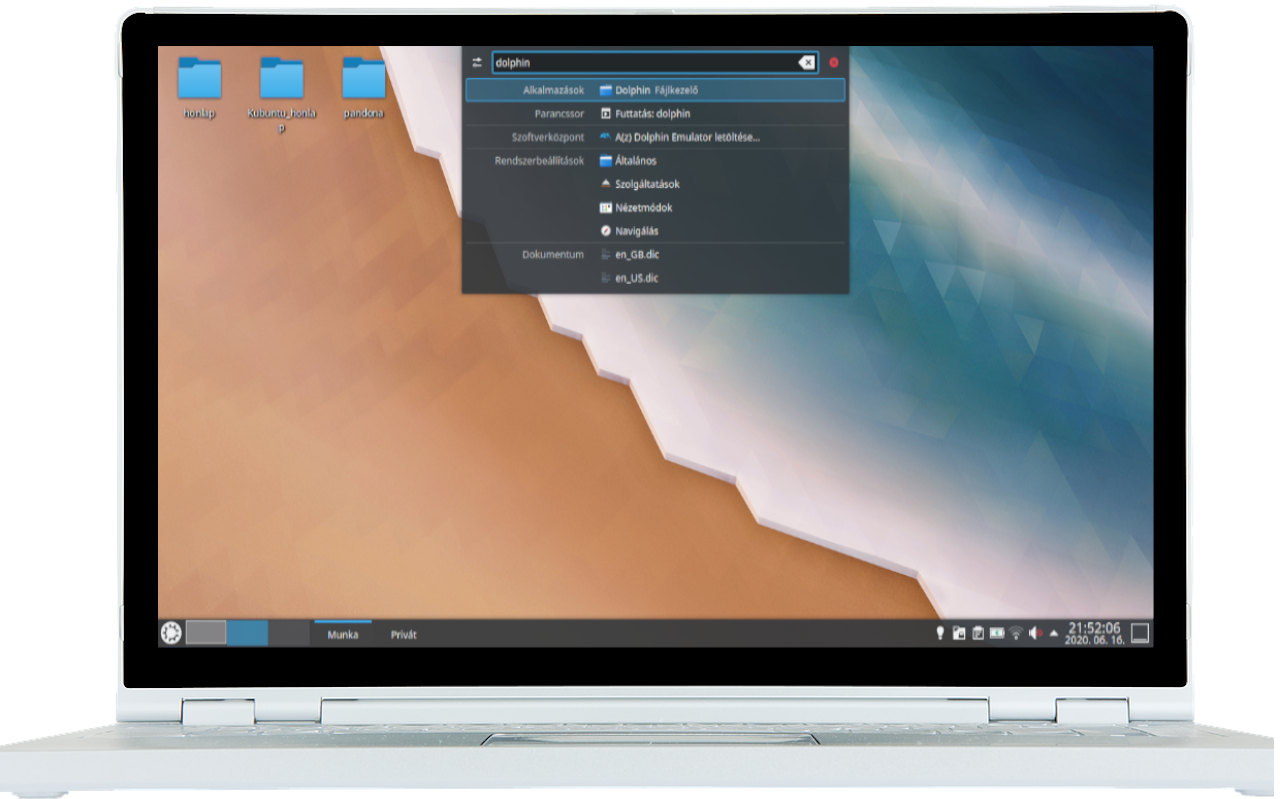 honlap
Kubuntu_honla
p
pandona
dolphin
Alkalmazások Dolphin Fájlkezelő
Parancssor Futtatás: dolphin
Szoftverközpont A(z) Dolphin Emulator letöltése...
Rendszerbeállítások Általános
Szolgáltatások
Nézetmódok
Navigálás
Dokumentum en_GB.dic
en_US.dic
Munka Privát
21:52:06
2020. 06. 16.